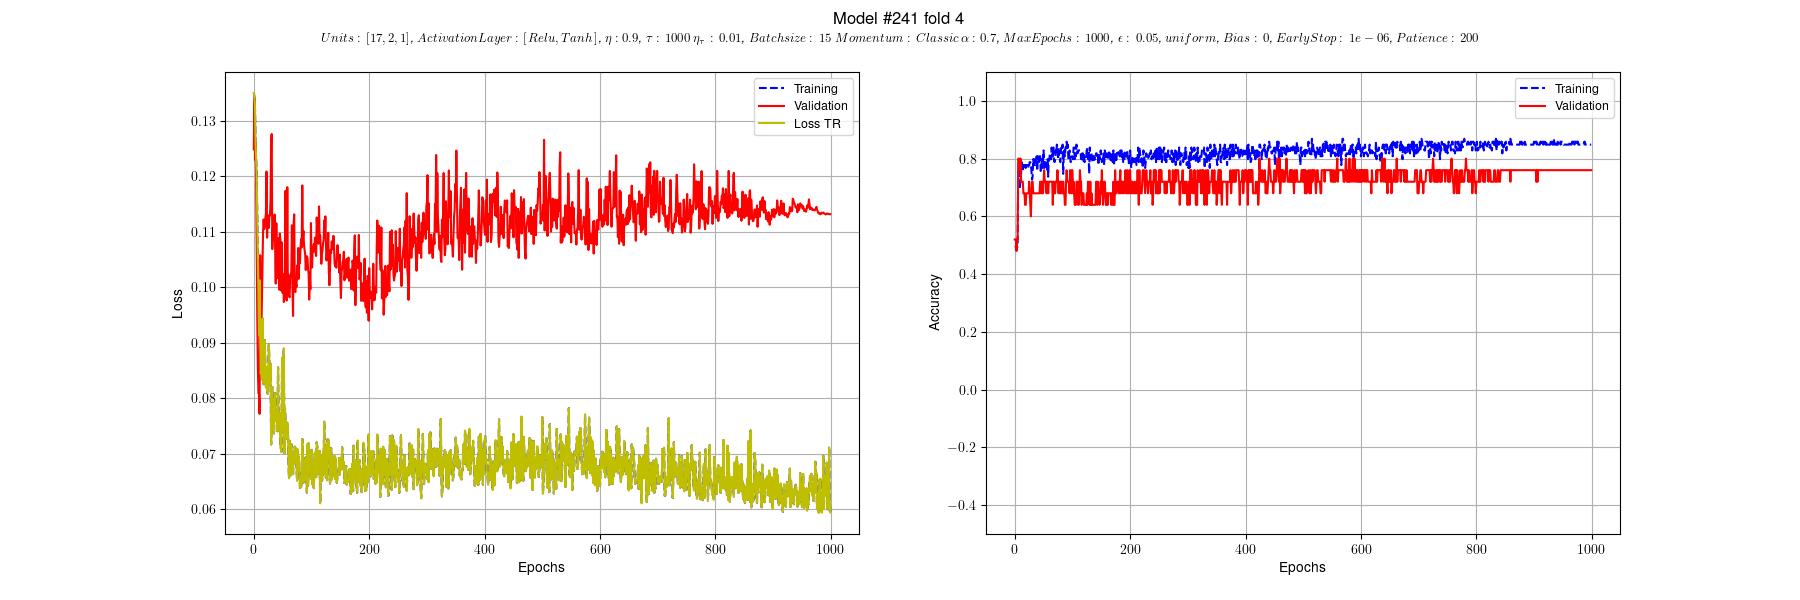 Model #241 fold 4
Units : [17, 2, 1], ActivationLayer : [Relu, Tanh], η : 0.9, τ : 1000 η_τ : 0.01, Batchsize : 15 Momentum : Classic α : 0.7, MaxEpochs : 1000, ϵ : 0.05, uniform, Bias : 0, EarlyStop : 1e − 06, Patience : 200
Training
Validation
Loss TR
0.13
0.12
0.11
0.10
0.09
0.08
0.07
0.06
Loss
0
200
400
600
800
1000
Epochs
Training
Validation
1.0
0.8
0.6
0.4
0.2
0.0
−0.2
−0.4
Accuracy
0
200
400
600
800
1000
Epochs